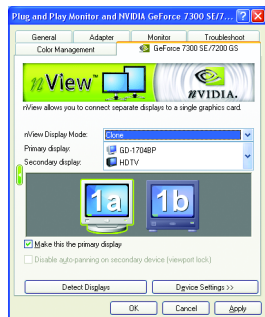 Plug and Play Monitor and NVIDIA GeForce 7300 SE/7...
General Adapter Monitor Troubleshoot
Color Management GeForce 7300 SE/7200 GS
nView™
NVIDIA.
nView allows you to connect separate displays to a single graphics card.
nView Display Mode: Clone
Primary display: GD-1704BP
Secondary display: HDTV
1a 1b
Make this the primary display
Disable auto-panning on secondary device (viewport lock)
Detect Displays Device Settings >>
OK Cancel Apply